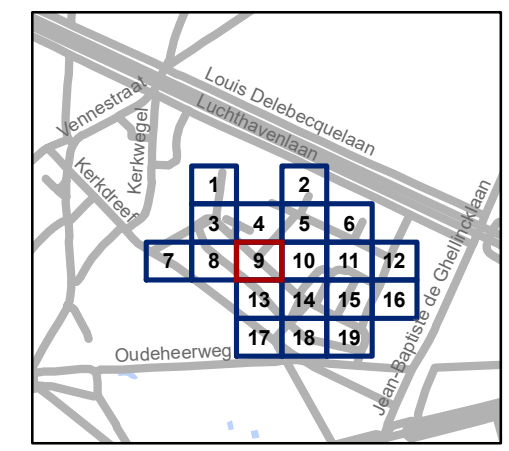 Louis Delebecquelaan
Luchthavenlaan
Vennestraat
Kerkwegel
Kerkdreef
1 2
3 4 5 6
7 8 9 10 11 12
13 14 15 16
17 18 19
Oudeheerweg
Jean-Baptiste de Ghellincklaan